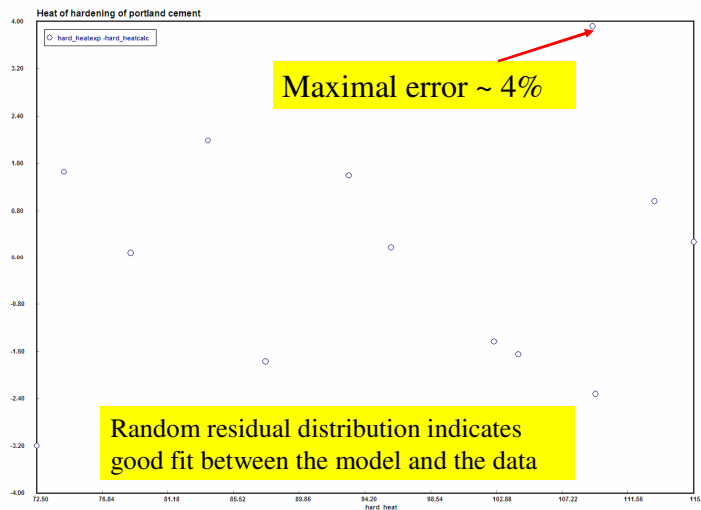 Heat of hardening of portland cement
4.00
hard_heatexp -hard_heatcalc
Maximal error ~ 4%
3.20
2.40
1.60
0.80
0.00
-0.80
-1.60
-2.40
Random residual distribution indicates
good fit between the model and the data
-3.20
-4.00
72.50 76.84 81.18 85.52 89.86 94.20 98.54 102.88 107.22 111.56 115.
hard_heat